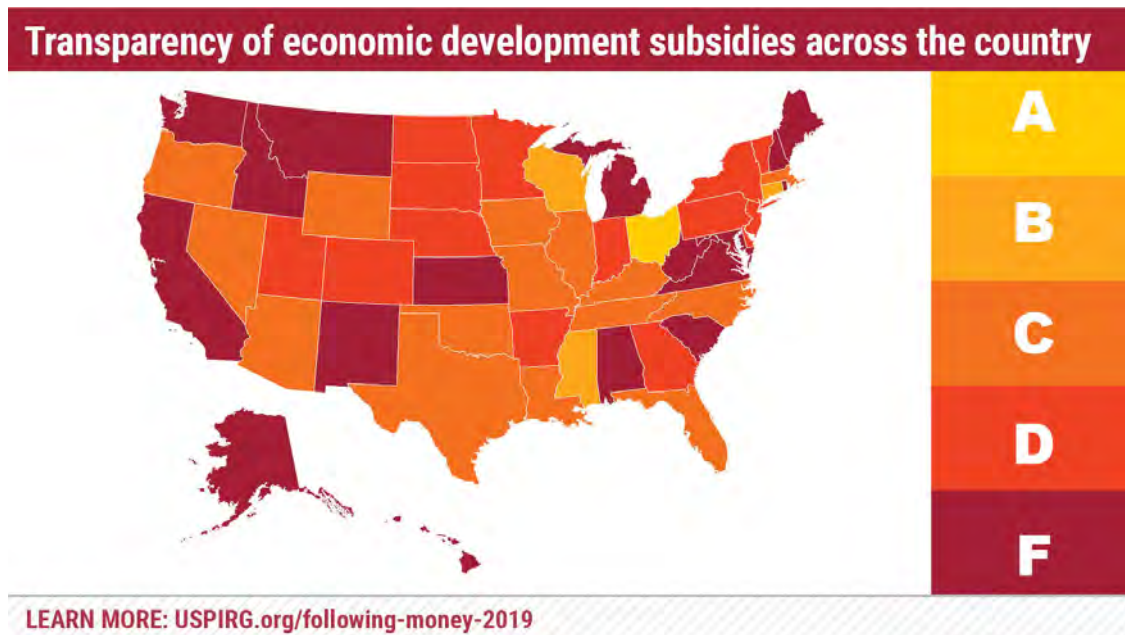 Transparency of economic development subsidies across the country
A
B
C
D
F
LEARN MORE: USPIRG.org/following-money-2019